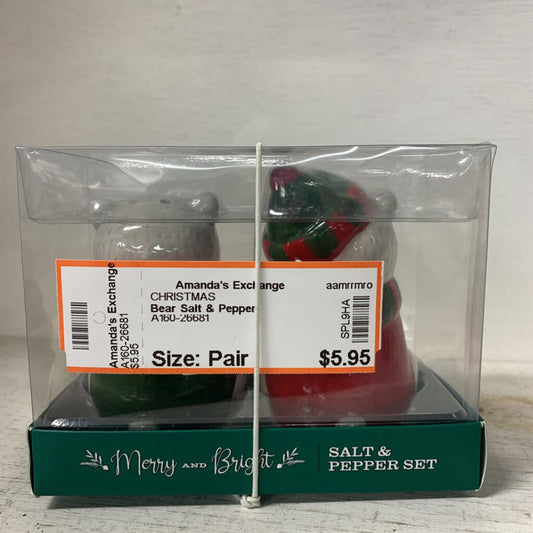 Amanda's Exchange
A160-26681
$5.95
Amanda's Exchange aamrrmro
CHRISTMAS
Bear Salt & Pepper
A160-26681
Size: Pair $5.95
SPL9HA
Merry AND Bright
SALT &
PEPPER SET